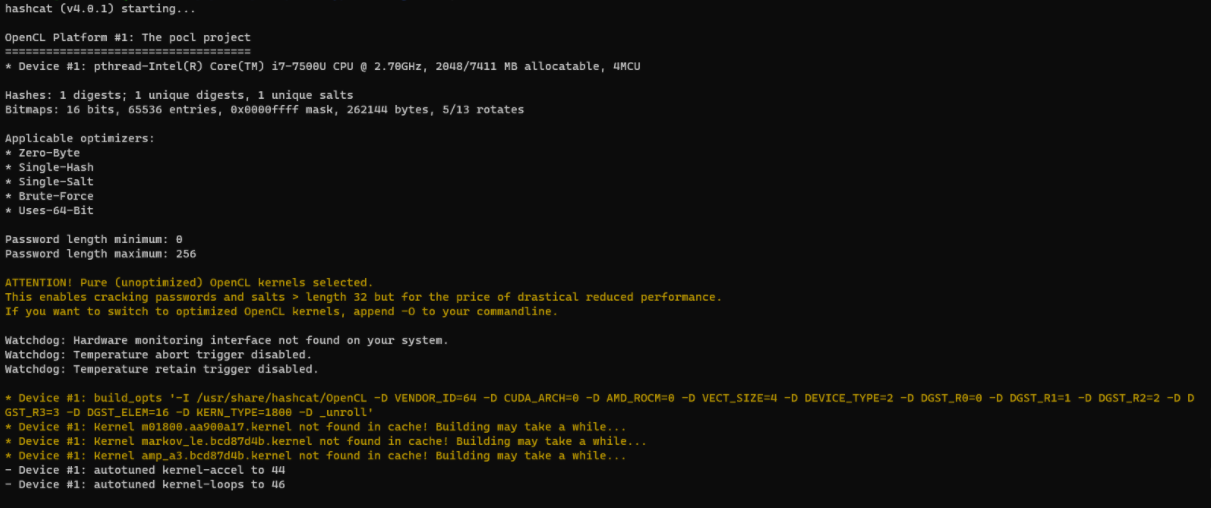 hashcat (v4.0.1) starting...
OpenCL Platform #1: The pocl project
====================================
* Device #1: pthread-Intel(R) Core(TM) i7-7500U CPU @ 2.70GHz, 2048/7411 MB allocatable, 4MCU
Hashes: 1 digests; 1 unique digests, 1 unique salts
Bitmaps: 16 bits, 65536 entries, 0x0000ffff mask, 262144 bytes, 5/13 rotates
Applicable optimizers:
* Zero-Byte
* Single-Hash
* Single-Salt
* Brute-Force
* Uses-64-Bit
Password length minimum: 0
Password length maximum: 256
ATTENTION! Pure (unoptimized) OpenCL kernels selected.
This enables cracking passwords and salts > length 32 but for the price of drastical reduced performance.
If you want to switch to optimized OpenCL kernels, append -O to your commandline.
Watchdog: Hardware monitoring interface not found on your system.
Watchdog: Temperature abort trigger disabled.
Watchdog: Temperature retain trigger disabled.
* Device #1: build_opts '-I /usr/share/hashcat/OpenCL -D VENDOR_ID=64 -D CUDA_ARCH=0 -D AMD_ROCM=0 -D VECT_SIZE=4 -D DEVICE_TYPE=2 -D DGST_R0=0 -D DGST_R1=1 -D DGST_R2=2 -D D
GST_R3=3 -D DGST_ELEM=16 -D KERN_TYPE=1800 -D _unroll'
* Device #1: Kernel m01800.aa900a17.kernel not found in cache! Building may take a while...
* Device #1: Kernel markov_le.bcd87d4b.kernel not found in cache! Building may take a while...
* Device #1: Kernel amp_a3.bcd87d4b.kernel not found in cache! Building may take a while...
- Device #1: autotuned kernel-accel to 44
- Device #1: autotuned kernel-loops to 46